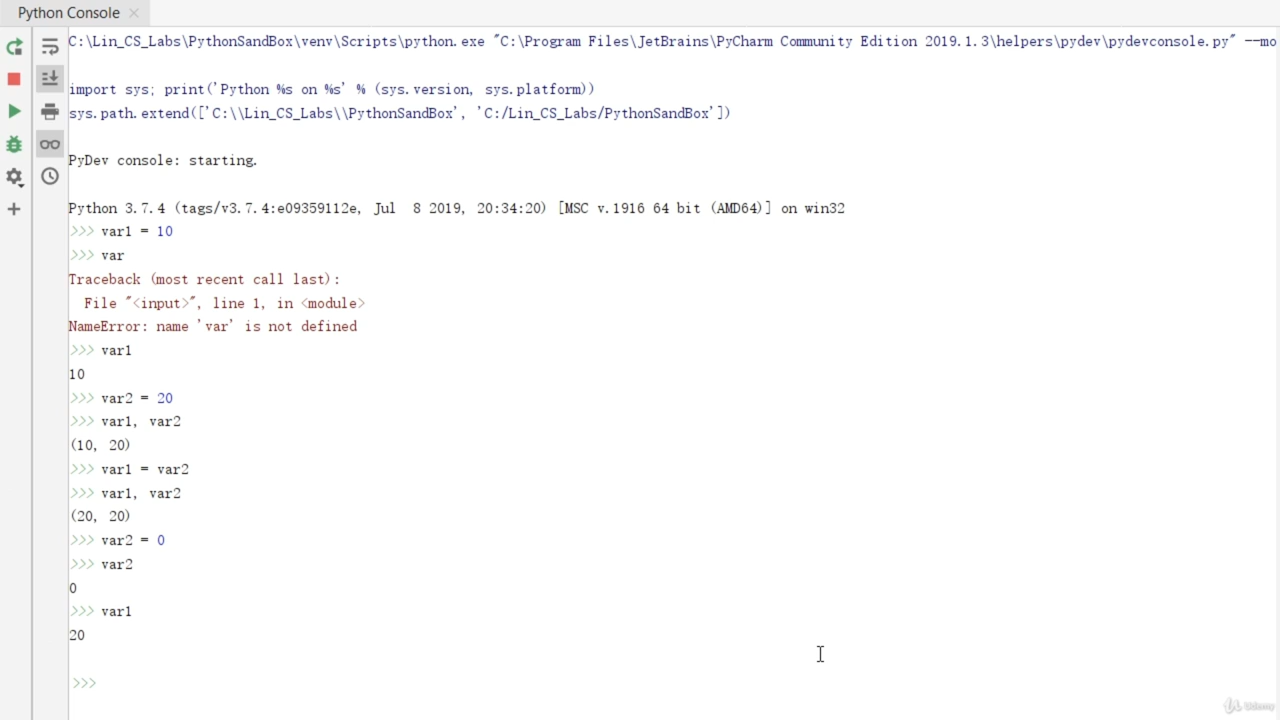 Python Console
C:\Lin_CS_Labs\PythonSandBox\venv\Scripts\python.exe "C:\Program Files\JetBrains\PyCharm Community Edition 2019.1.3\helpers\pydev\pydevconsole.py" --mo
import sys; print('Python %s on %s' % (sys.version, sys.platform))
sys.path.extend(['C:\\Lin_CS_Labs\\PythonSandBox', 'C:/Lin_CS_Labs/PythonSandBox'])
PyDev console: starting.
Python 3.7.4 (tags/v3.7.4:e09359112e, Jul  8 2019, 20:34:20) [MSC v.1916 64 bit (AMD64)] on win32
>>> var1 = 10
>>> var
Traceback (most recent call last):
  File "<input>", line 1, in <module>
NameError: name 'var' is not defined
>>> var1
10
>>> var2 = 20
>>> var1, var2
(10, 20)
>>> var1 = var2
>>> var1, var2
(20, 20)
>>> var2 = 0
>>> var2
0
>>> var1
20
>>>
Udemy